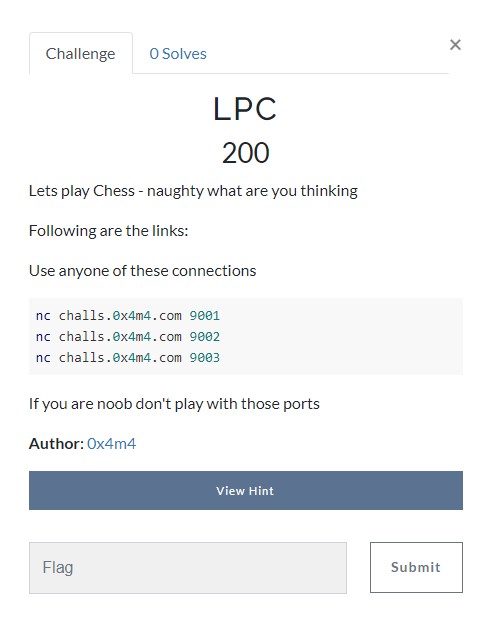 Challenge
0 Solves
×
LPC
200
Lets play Chess - naughty what are you thinking
Following are the links:
Use anyone of these connections
nc challs.0x4m4.com 9001
nc challs.0x4m4.com 9002
nc challs.0x4m4.com 9003
If you are noob don't play with those ports
Author: 0x4m4
View Hint
Flag
Submit